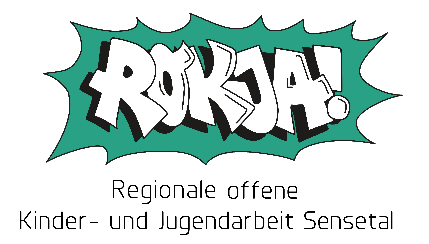 ROKJA!
Regionale offene
Kinder- und Jugendarbeit Sensetal